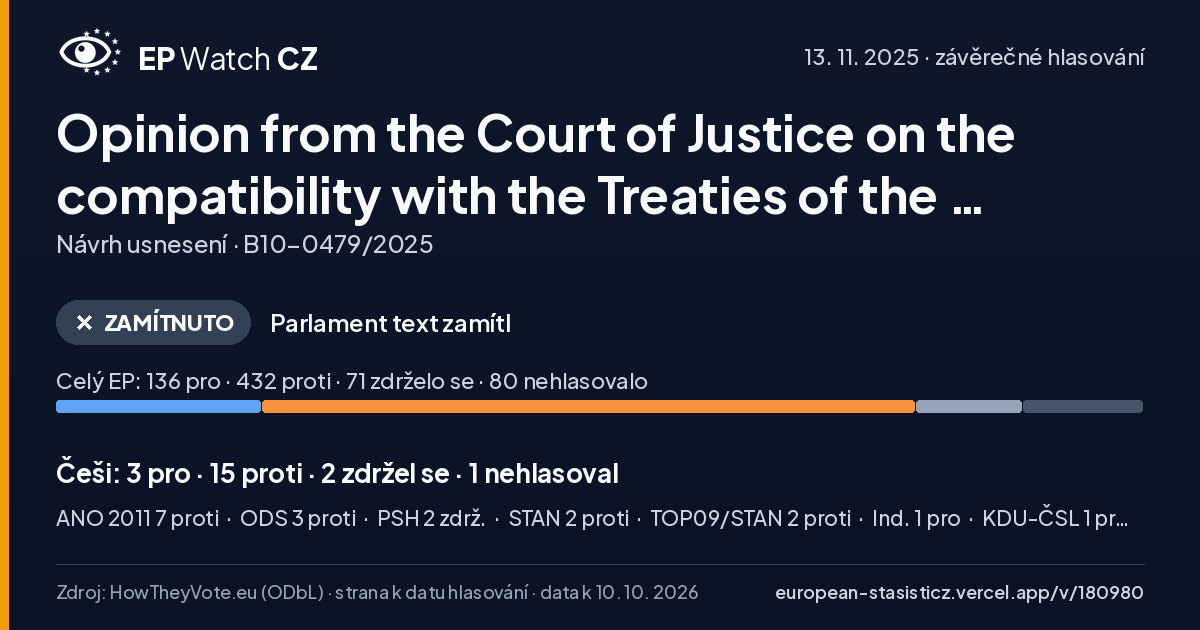 EP Watch CZ
13. 11. 2025 · závěrečné hlasování
Opinion from the Court of Justice on the
compatibility with the Treaties of the …
Návrh usnesení · B10-0479/2025
✕ ZAMÍTNUTO
Parlament text zamítl
Celý EP: 136 pro · 432 proti · 71 zdrželo se · 80 nehlasovalo
Češi: 3 pro · 15 proti · 2 zdržel se · 1 nehlasoval
ANO 2011 7 proti · ODS 3 proti · PSH 2 zdrž. · STAN 2 proti · TOP09/STAN 2 proti · Ind. 1 pro · KDU-ČSL 1 pr…
Zdroj: HowTheyVote.eu (ODbL) · strana k datu hlasování · data k 10. 10. 2026
european-stasisticz.vercel.app/v/180980